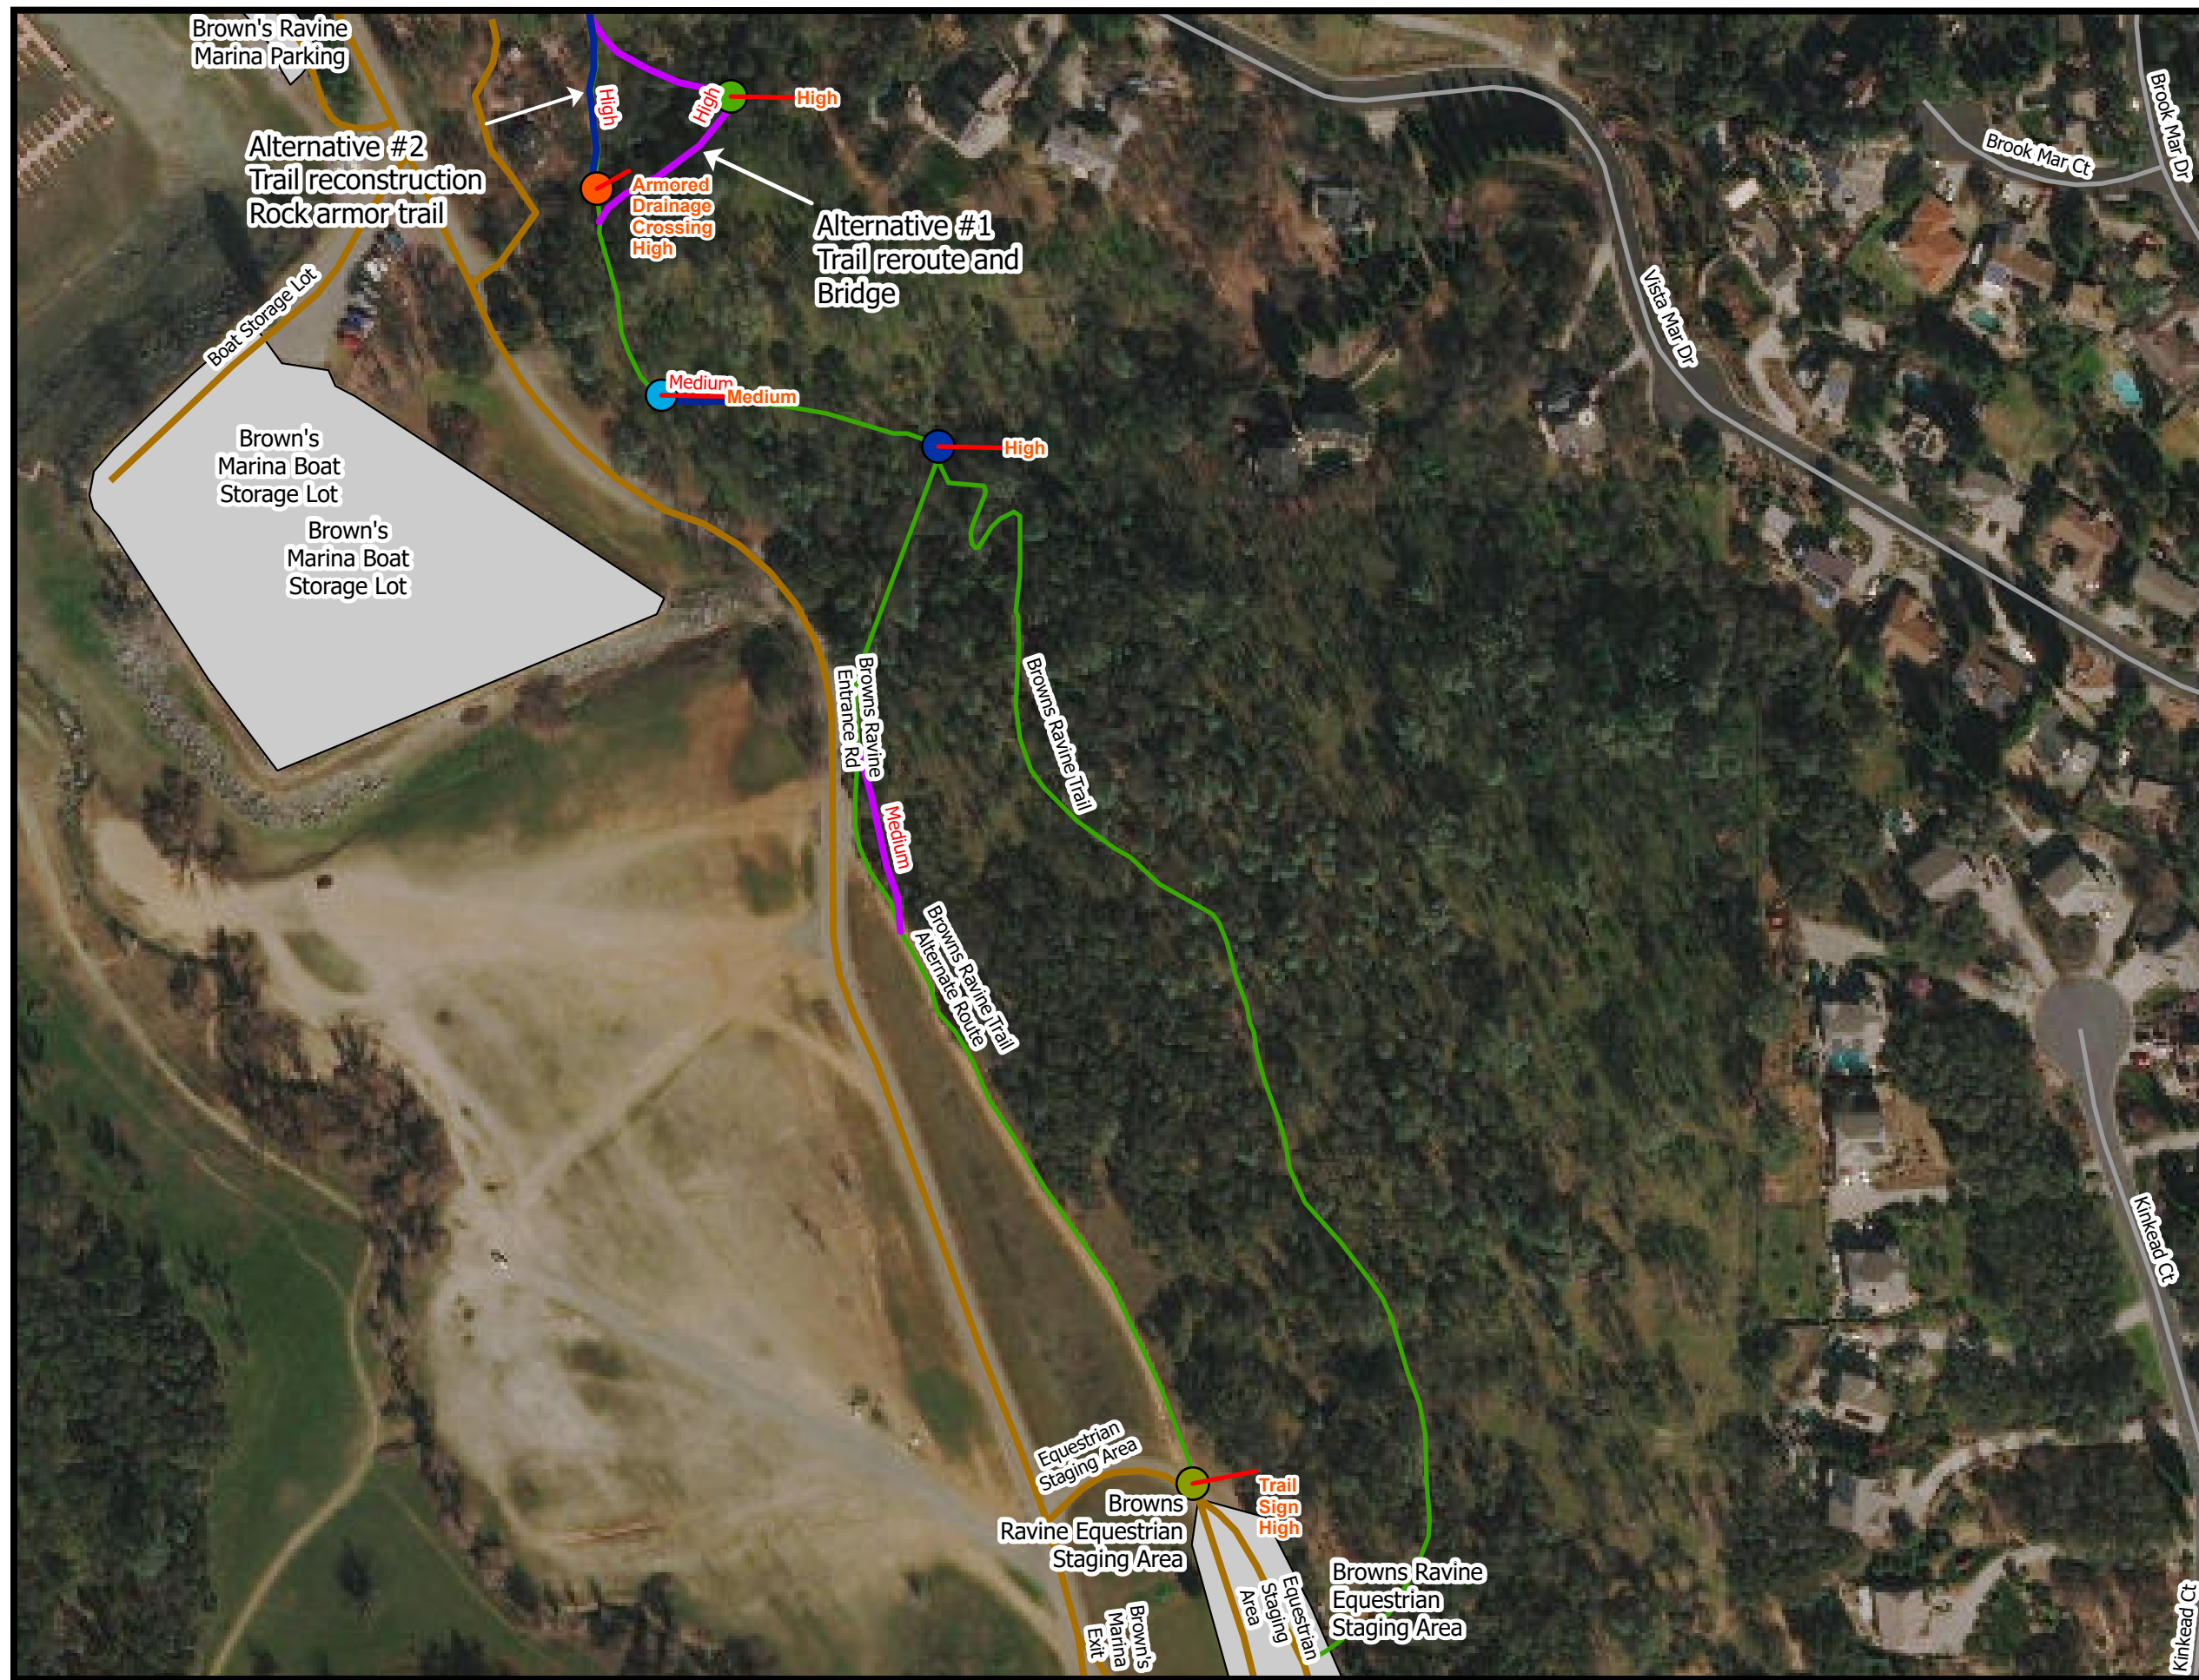 Brown's Ravine
Marina Parking
High
High
High
Brook Mar Dr
Brook Mar Ct
Alternative #2
Trail reconstruction
Rock armor trail
Armored
Drainage
Crossing
High
Alternative #1
Trail reroute and
Bridge
Boat Storage Lot
Vista Mar Dr
Medium
Medium
High
Brown's
Marina Boat
Storage Lot
Brown's
Marina Boat
Storage Lot
Browns Ravine
Entrance Rd
Browns Ravine Trail
Medium
Browns Ravine Trail
Alternate Route
Kinkead Ct
Equestrian
Staging Area
Trail
Sign
High
Browns
Ravine Equestrian
Staging Area
Browns Ravine
Equestrian
Staging Area
Equestrian
Staging
Area
Brown's
Marina
Exit
Kinkead Ct